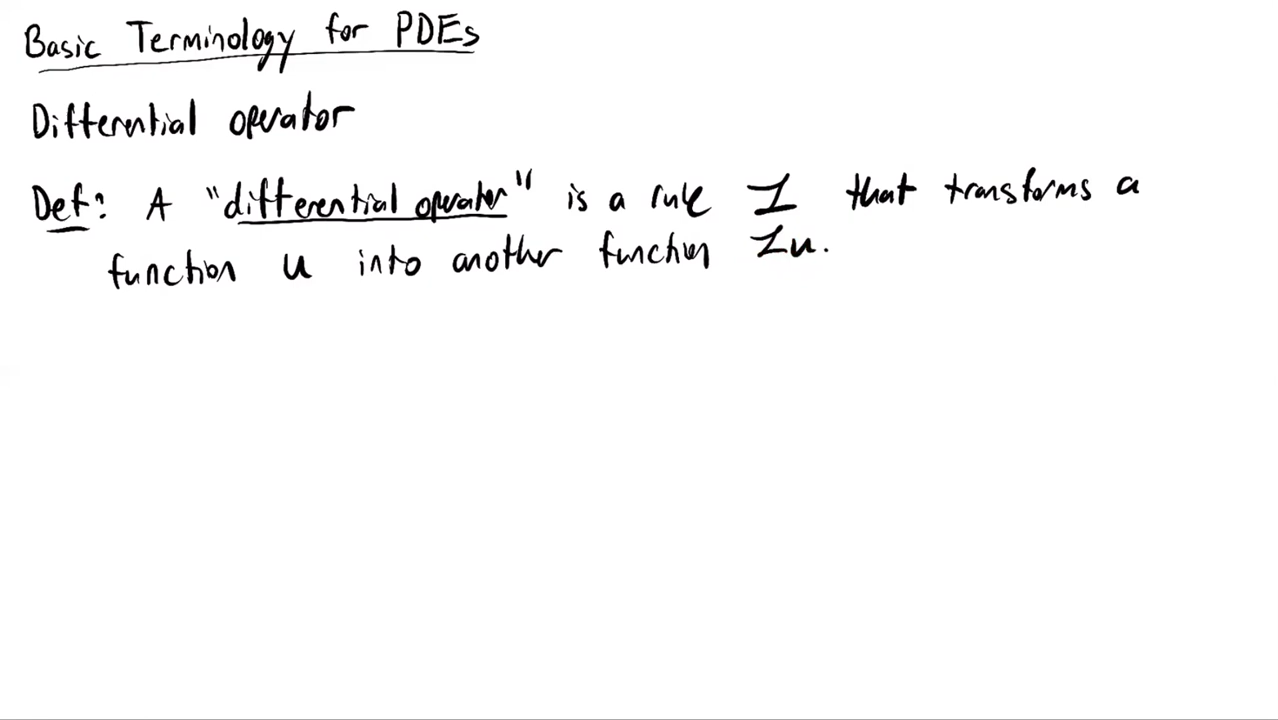 Basic Terminology for PDEs
Differential operator
Def: A "differential operator" is a rule ℒ that transforms a
function u into another function ℒu.